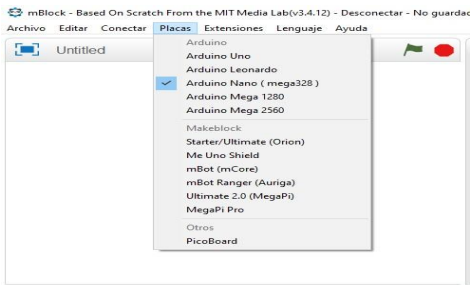 mBlock - Based On Scratch From the MIT Media Lab(v3.4.12) - Desconectar - No guardad
Archivo Editar Conectar Placas Extensiones Lenguaje Ayuda
Untitled
Arduino
Arduino Uno
Arduino Leonardo
Arduino Nano ( mega328 )
Arduino Mega 1280
Arduino Mega 2560
Makeblock
Starter/Ultimate (Orion)
Me Uno Shield
mBot (mCore)
mBot Ranger (Auriga)
Ultimate 2.0 (MegaPi)
MegaPi Pro
Otros
PicoBoard